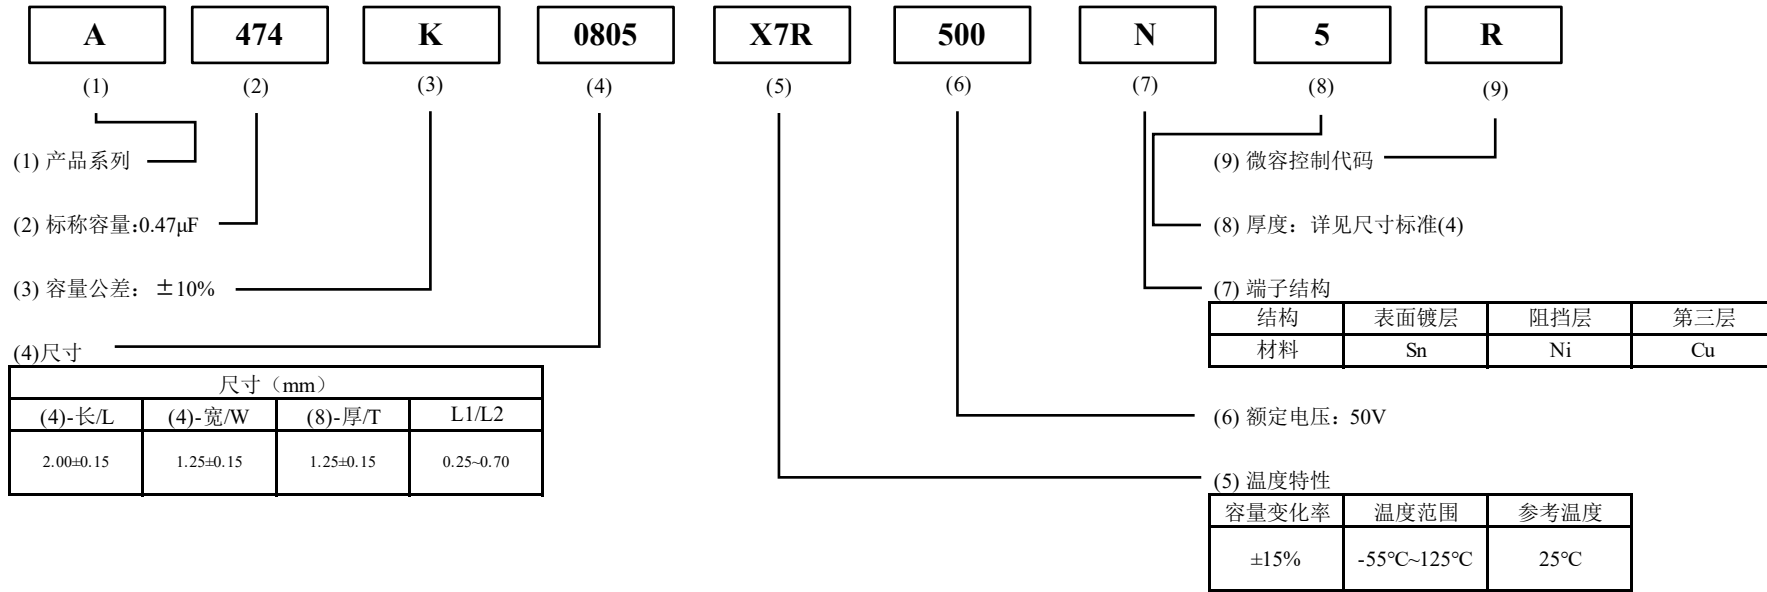 A 474 K 0805 X7R 500 N 5 R
(1) (2) (3) (4) (5) (6) (7) (8) (9)
(1) 产品系列
(2) 标称容量:0.47μF
(3) 容量公差: ±10%
(4)尺寸
尺寸（mm）
(4)-长/L (4)-宽/W (8)-厚/T L1/L2
2.00±0.15 1.25±0.15 1.25±0.15 0.25~0.70
(9) 微容控制代码
(8) 厚度: 详见尺寸标准(4)
(7) 端子结构
结构 表面镀层 阻挡层 第三层
材料 Sn Ni Cu
(6) 额定电压: 50V
(5) 温度特性
容量变化率 温度范围 参考温度
±15% -55℃~125℃ 25℃